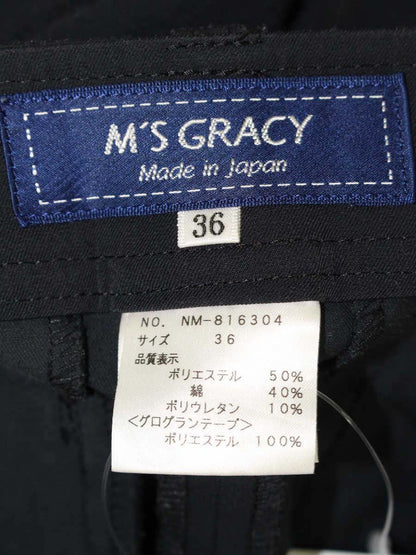 M'S GRACY
Made in Japan
36
NO. NM-816304
サイズ 36
品質表示
ポリエステル 50%
綿 40%
ポリウレタン 10%
<グログランテープ>
ポリエステル 100%